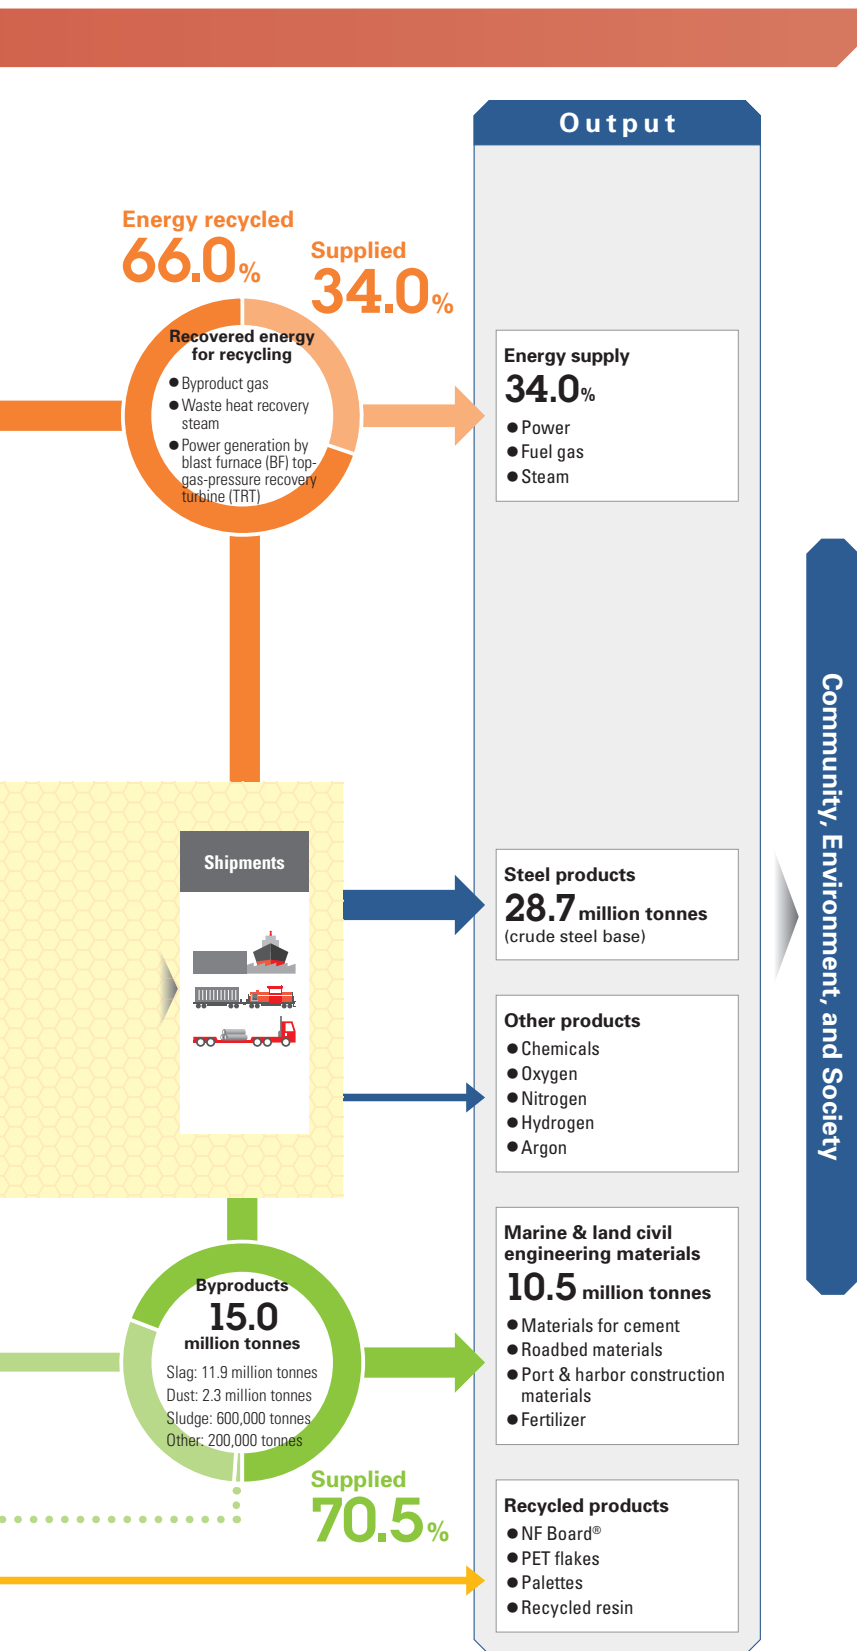 Output
Energy recycled
66.0%
Supplied
34.0%
Recovered energy
for recycling
● Byproduct gas
● Waste heat recovery
steam
● Power generation by
blast furnace (BF) top-
gas-pressure recovery
turbine (TRT)
Energy supply
34.0%
● Power
● Fuel gas
● Steam
Community, Environment, and Society
Shipments
Steel products
28.7 million tonnes
(crude steel base)
Other products
● Chemicals
● Oxygen
● Nitrogen
● Hydrogen
● Argon
Byproducts
15.0
million tonnes
Slag: 11.9 million tonnes
Dust: 2.3 million tonnes
Sludge: 600,000 tonnes
Other: 200,000 tonnes
Supplied
70.5%
Marine & land civil
engineering materials
10.5 million tonnes
● Materials for cement
● Roadbed materials
● Port & harbor construction
materials
● Fertilizer
Recycled products
● NF Board®
● PET flakes
● Palettes
● Recycled resin